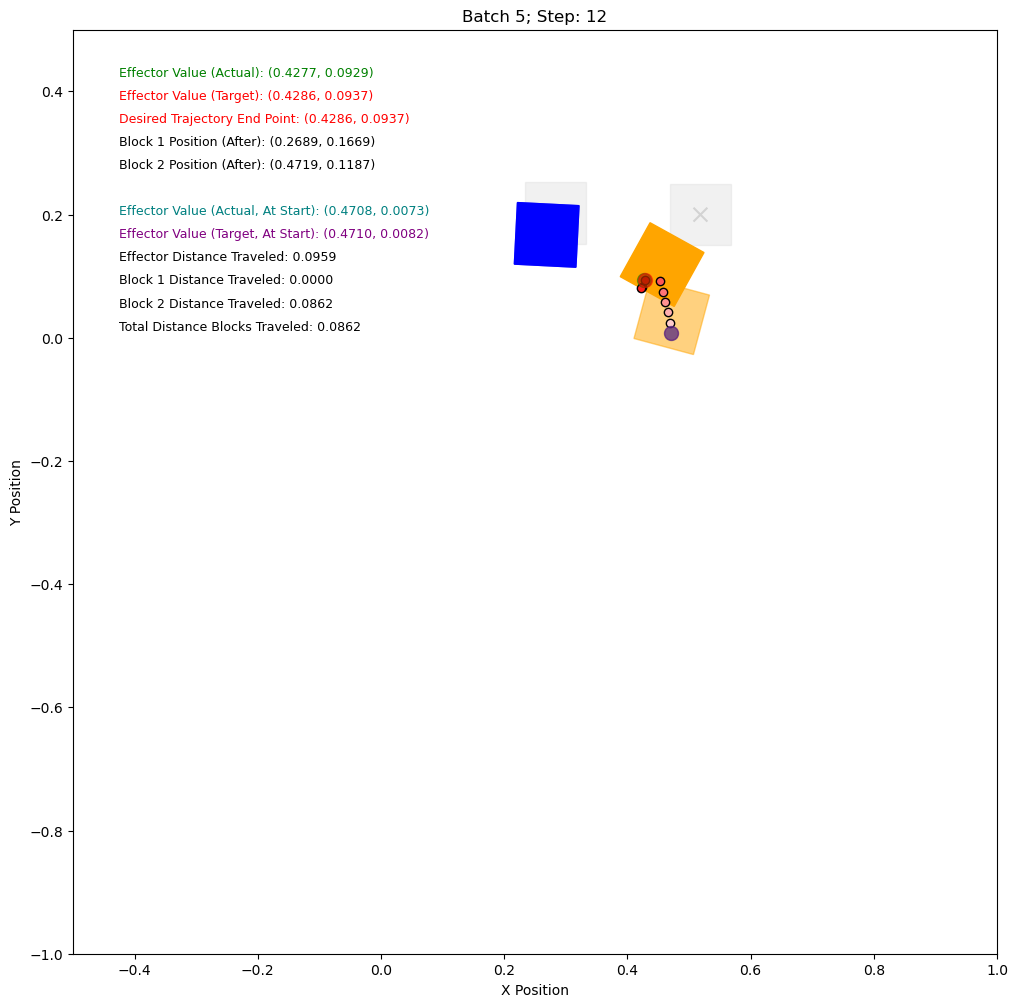 Batch 5; Step: 12
Effector Value (Actual): (0.4277, 0.0929)
Effector Value (Target): (0.4286, 0.0937)
Desired Trajectory End Point: (0.4286, 0.0937)
Block 1 Position (After): (0.2689, 0.1669)
Block 2 Position (After): (0.4719, 0.1187)
Effector Value (Actual, At Start): (0.4708, 0.0073)
Effector Value (Target, At Start): (0.4710, 0.0082)
Effector Distance Traveled: 0.0959
Block 1 Distance Traveled: 0.0000
Block 2 Distance Traveled: 0.0862
Total Distance Blocks Traveled: 0.0862
Y Position
0.4
0.2
0.0
−0.2
−0.4
−0.6
−0.8
−1.0
−0.4
−0.2
0.0
0.2
0.4
0.6
0.8
1.0
X Position